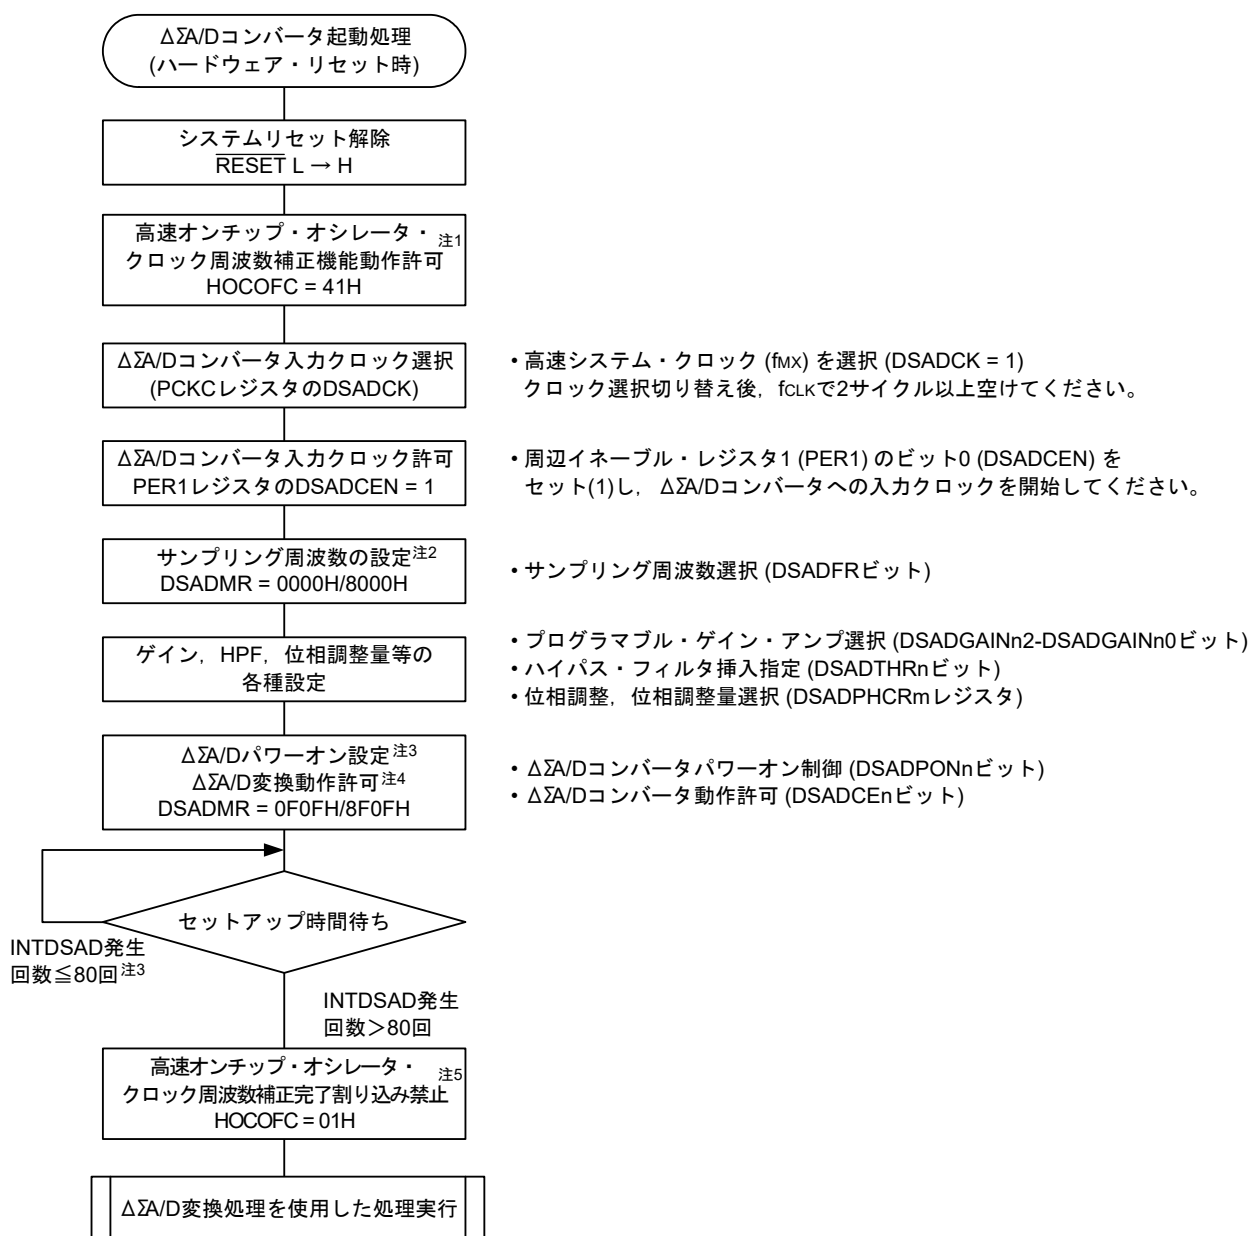 ΔΣA/Dコンバータ起動処理
(ハードウェア・リセット時)
システムリセット解除
RESET L → H
高速オンチップ・オシレータ・
クロック周波数補正機能動作許可注1
HOCOFC = 41H
ΔΣA/Dコンバータ入力クロック選択
(PCKCレジスタのDSADCK)
• 高速システム・クロック (fMX) を選択 (DSADCK = 1)
クロック選択切り替え後，fCLKで2サイクル以上空けてください。
ΔΣA/Dコンバータ入力クロック許可
PER1レジスタのDSADCEN = 1
• 周辺イネーブル・レジスタ1 (PER1) のビット0 (DSADCEN) を
セット(1)し，ΔΣA/Dコンバータへの入力クロックを開始してください。
サンプリング周波数の設定注2
DSADMR = 0000H/8000H
• サンプリング周波数選択 (DSADFRビット)
ゲイン，HPF，位相調整量等の
各種設定
• プログラマブル・ゲイン・アンプ選択 (DSADGAINn2-DSADGAINn0ビット)
• ハイパス・フィルタ挿入指定 (DSADTHRnビット)
• 位相調整，位相調整量選択 (DSADPHCRmレジスタ)
ΔΣA/Dパワーオン設定注3
ΔΣA/D変換動作許可注4
DSADMR = 0F0FH/8F0FH
• ΔΣA/Dコンバータパワーオン制御 (DSADPONnビット)
• ΔΣA/Dコンバータ動作許可 (DSADCEnビット)
セットアップ時間待ち
INTDSAD発生
回数≦80回注3
INTDSAD発生
回数＞80回
高速オンチップ・オシレータ・
クロック周波数補正完了割り込み禁止注5
HOCOFC = 01H
ΔΣA/D変換処理を使用した処理実行